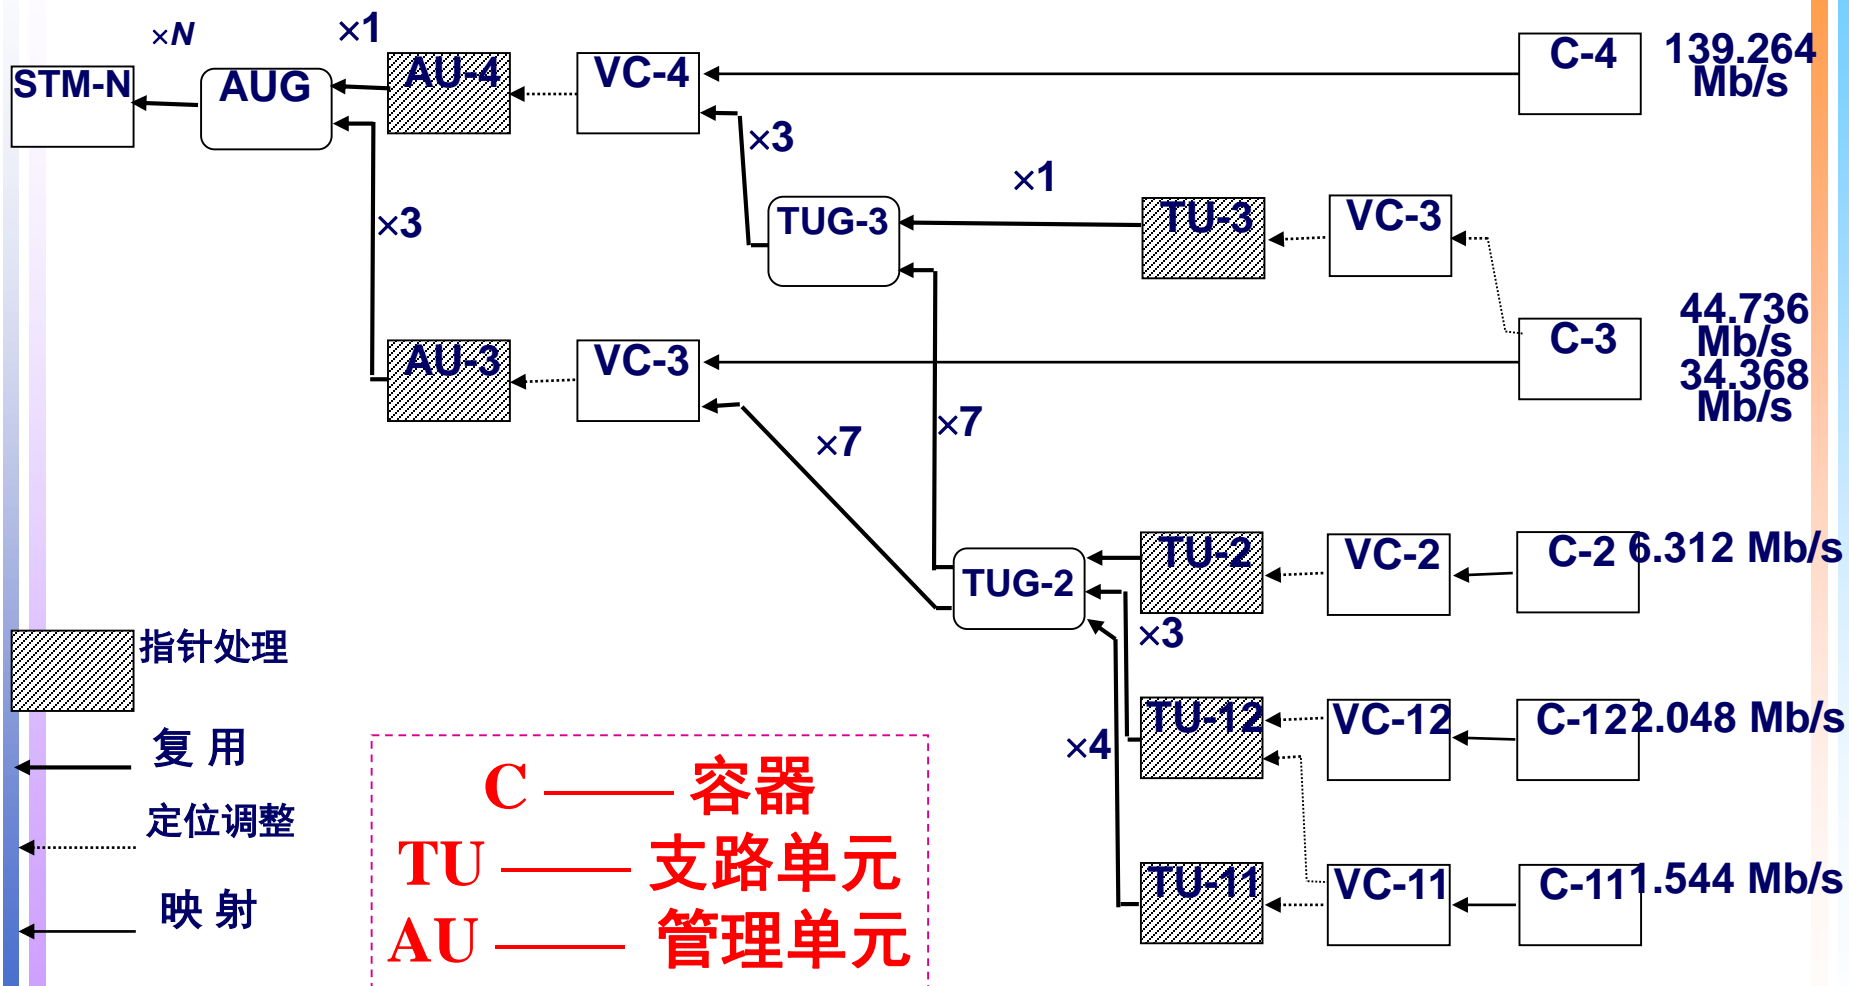 ×N
×1
STM-N
AUG
AU-4
VC-4
C-4
139.264
Mb/s
×3
×1
×3
TUG-3
TU-3
VC-3
AU-3
VC-3
C-3
44.736
Mb/s
34.368
Mb/s
×7
×7
TUG-2
TU-2
VC-2
C-2
6.312 Mb/s
×3
指针处理
TU-12
VC-12
C-12
2.048 Mb/s
×4
复 用
定位调整
TU-11
VC-11
C-11
1.544 Mb/s
映 射
C —— 容器
TU —— 支路单元
AU —— 管理单元